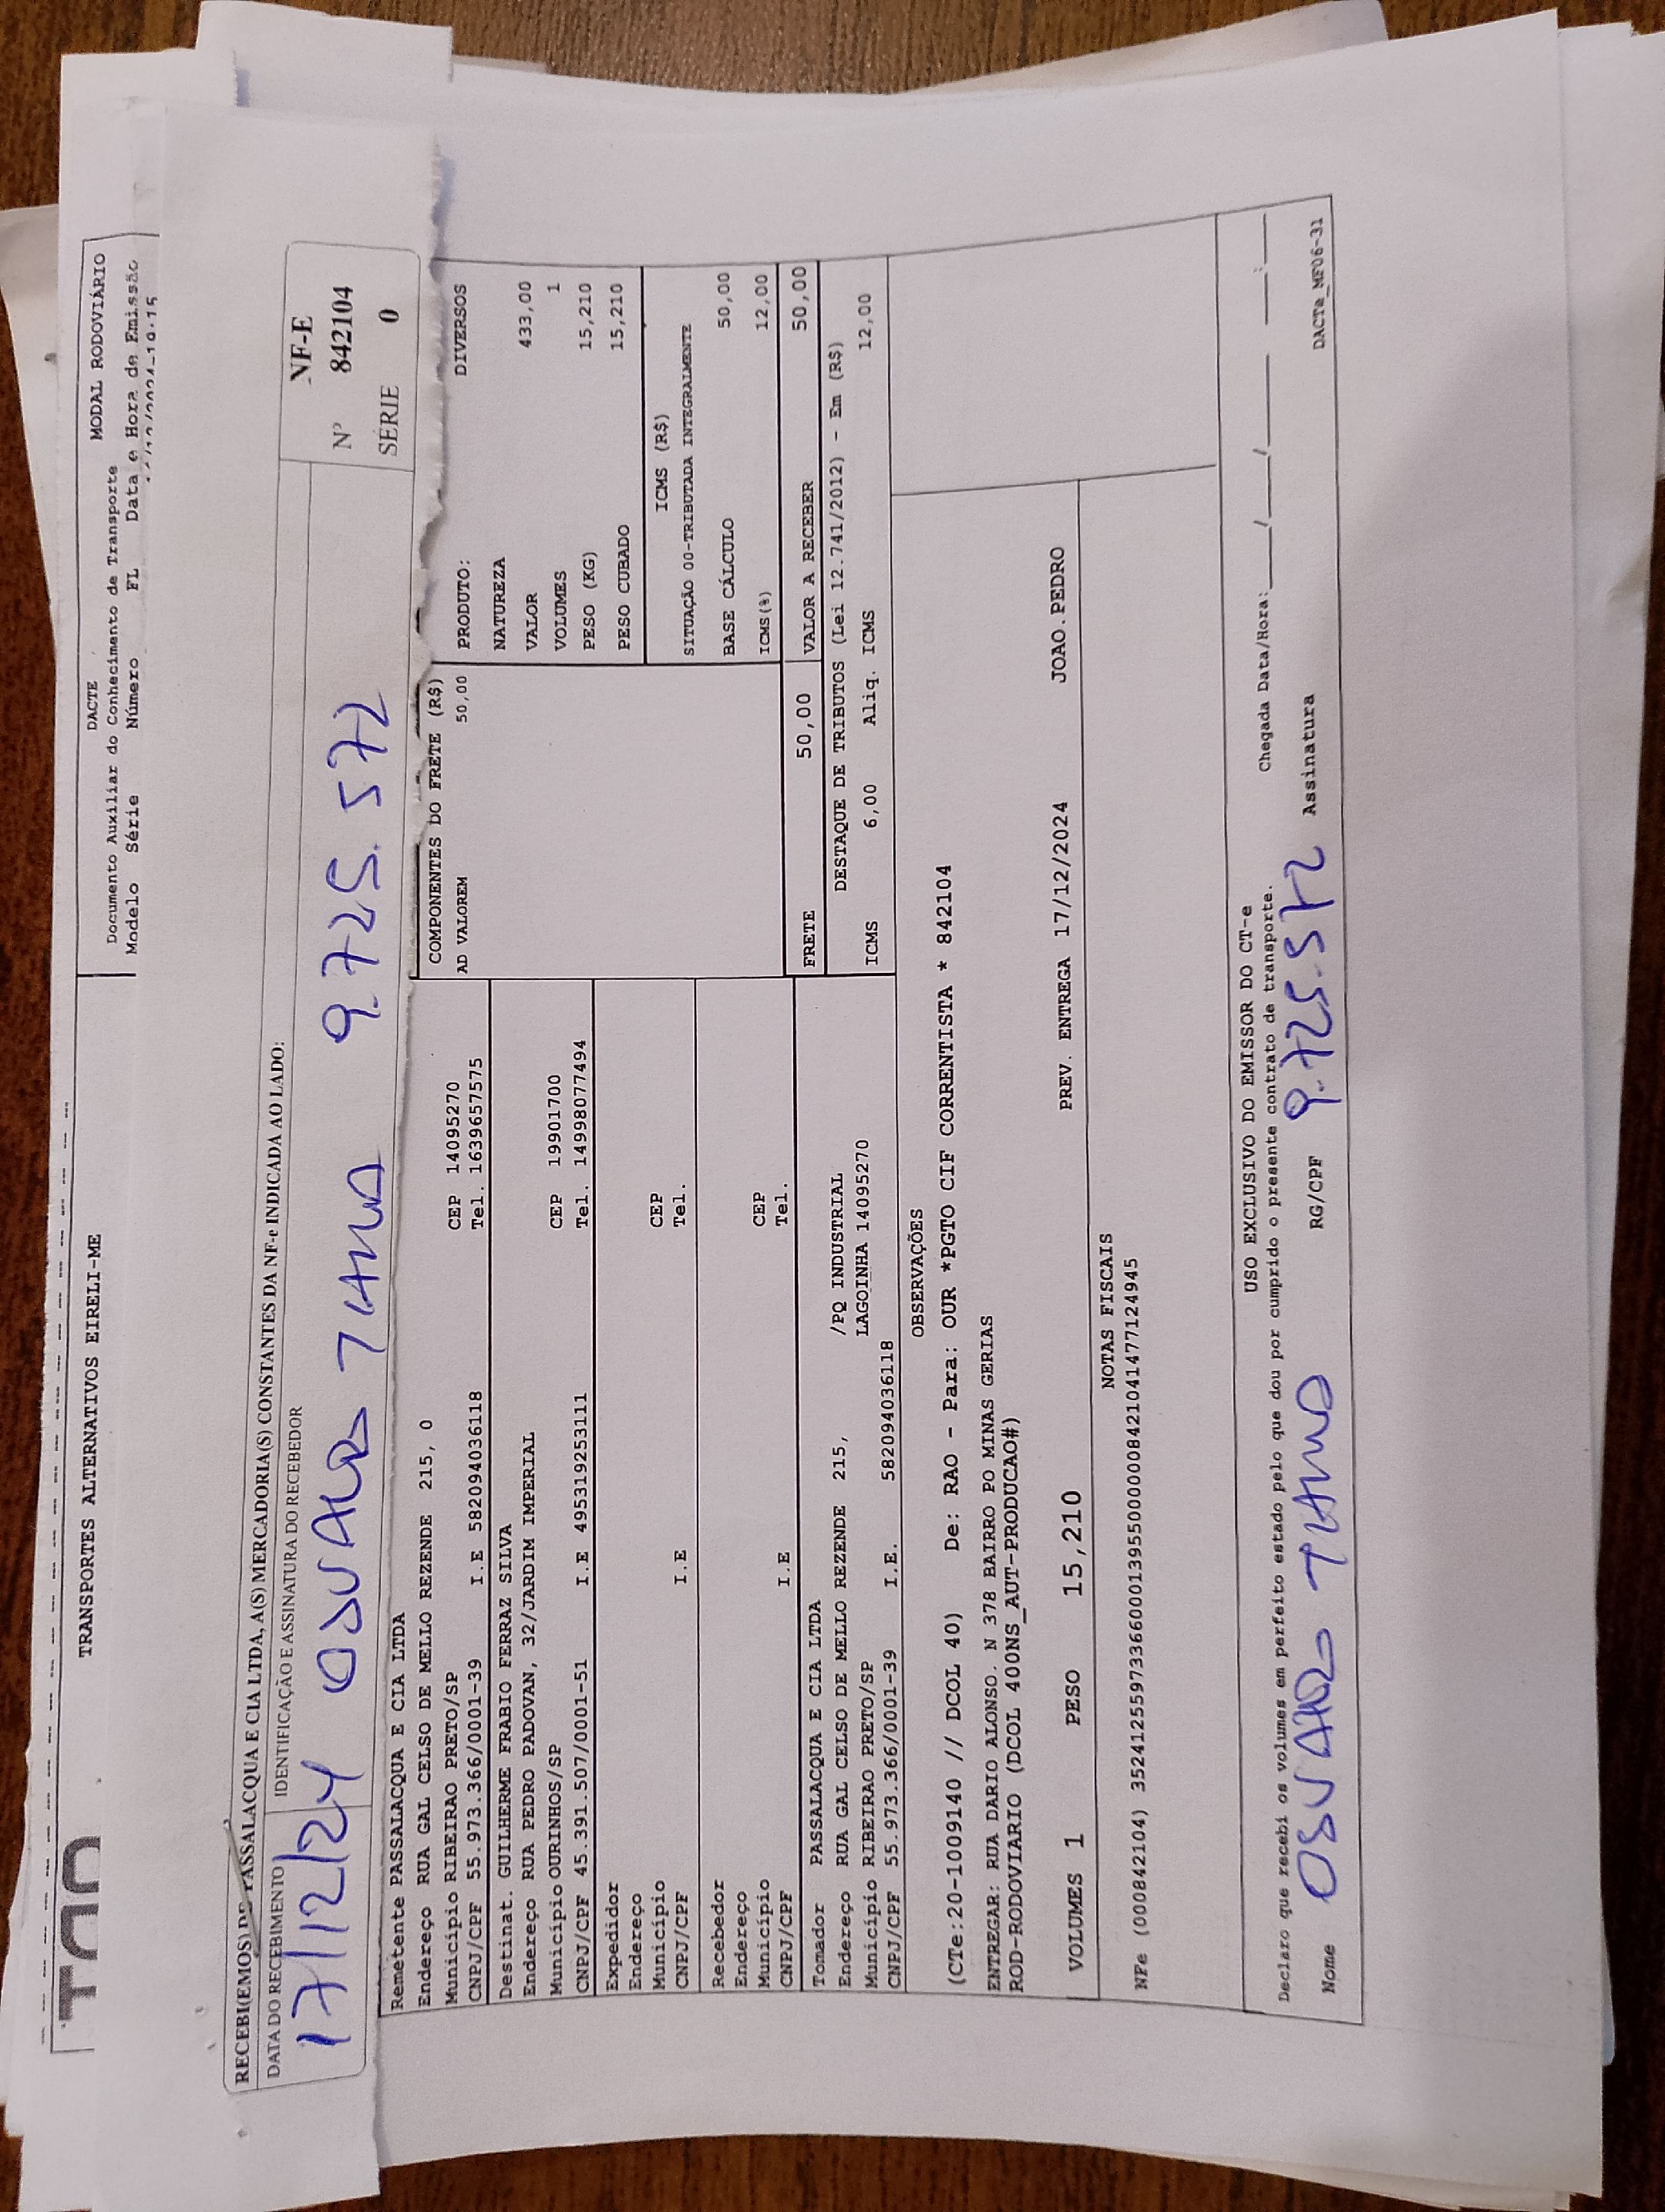 TRANSPORTES ALTERNATIVOS EIRELI-ME
DACTE
Documento Auxiliar do Conhecimento de Transporte
MODAL RODOVIÁRIO
Modelo Série Número FL Data e Hora de Emissão
RECEBI(EMOS) DE PASSALACQUA E CIA LTDA, A(S) MERCADORIA(S) CONSTANTES DA NF-e INDICADA AO LADO:
DATA DO RECEBIMENTO
17/12/24
IDENTIFICAÇÃO E ASSINATURA DO RECEBEDOR
9.725.572
NF-E
Nº 842104
SÉRIE 0
Remetente PASSALACQUA E CIA LTDA
Endereço RUA GAL CELSO DE MELLO REZENDE 215, 0
Município RIBEIRAO PRETO/SP CEP 14095270
CNPJ/CPF 55.973.366/0001-39 I.E 582094036118 Tel. 1639657575
Destinat. GUILHERME FRABIO FERRAZ SILVA
Endereço RUA PEDRO PADOVAN, 32/JARDIM IMPERIAL
Município OURINHOS/SP CEP 19901700
CNPJ/CPF 45.391.507/0001-51 I.E 495319253111 Tel. 14998077494
Expedidor
Endereço
Município CEP
CNPJ/CPF I.E Tel.
Recebedor
Endereço
Município CEP
CNPJ/CPF I.E Tel.
Tomador PASSALACQUA E CIA LTDA
Endereço RUA GAL CELSO DE MELLO REZENDE 215, /PQ INDUSTRIAL
Município RIBEIRAO PRETO/SP LAGOINHA 14095270
CNPJ/CPF 55.973.366/0001-39 I.E. 582094036118
COMPONENTES DO FRETE (R$)
AD VALOREM 50,00
PRODUTO: DIVERSOS
NATUREZA
VALOR 433,00
VOLUMES 1
PESO (KG) 15,210
PESO CUBADO 15,210
ICMS (R$)
SITUAÇÃO 00-TRIBUTADA INTEGRALMENTE
BASE CÁLCULO 50,00
ICMS(%) 12,00
FRETE 50,00 VALOR A RECEBER 50,00
DESTAQUE DE TRIBUTOS (Lei 12.741/2012) - Em (R$)
ICMS 6,00 Aliq. ICMS 12,00
OBSERVAÇÕES
(CTe:20-1009140 // DCOL 40) De: RAO - Para: OUR *PGTO CIF CORRENTISTA * 842104
ENTREGAR: RUA DARIO ALONSO. N 378 BAIRRO PO MINAS GERIAS
ROD-RODOVIARIO (DCOL 400NS_AUT-PRODUCAO#)
VOLUMES 1 PESO 15,210 PREV. ENTREGA 17/12/2024 JOAO.PEDRO
NOTAS FISCAIS
NFe (000842104) 35241255973366000139550000008421041477124945
USO EXCLUSIVO DO EMISSOR DO CT-e
Declaro que recebi os volumes em perfeito estado pelo que dou por cumprido o presente contrato de transporte.
Chegada Data/Hora:____/____/____ ____:____
Nome RG/CPF 9.725.572 Assinatura
DACTe_MF06-31